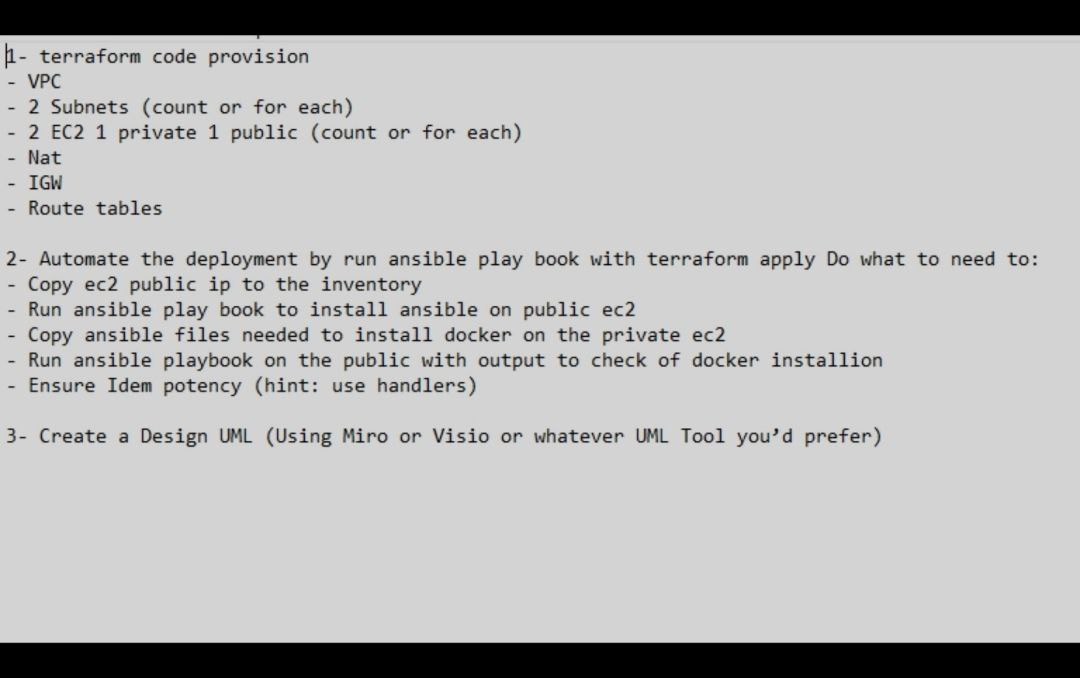 1- terraform code provision
- VPC
- 2 Subnets (count or for each)
- 2 EC2 1 private 1 public (count or for each)
- Nat
- IGW
- Route tables
2- Automate the deployment by run ansible play book with terraform apply Do what to need to:
- Copy ec2 public ip to the inventory
- Run ansible play book to install ansible on public ec2
- Copy ansible files needed to install docker on the private ec2
- Run ansible playbook on the public with output to check of docker installion
- Ensure Idem potency (hint: use handlers)
3- Create a Design UML (Using Miro or Visio or whatever UML Tool you’d prefer)